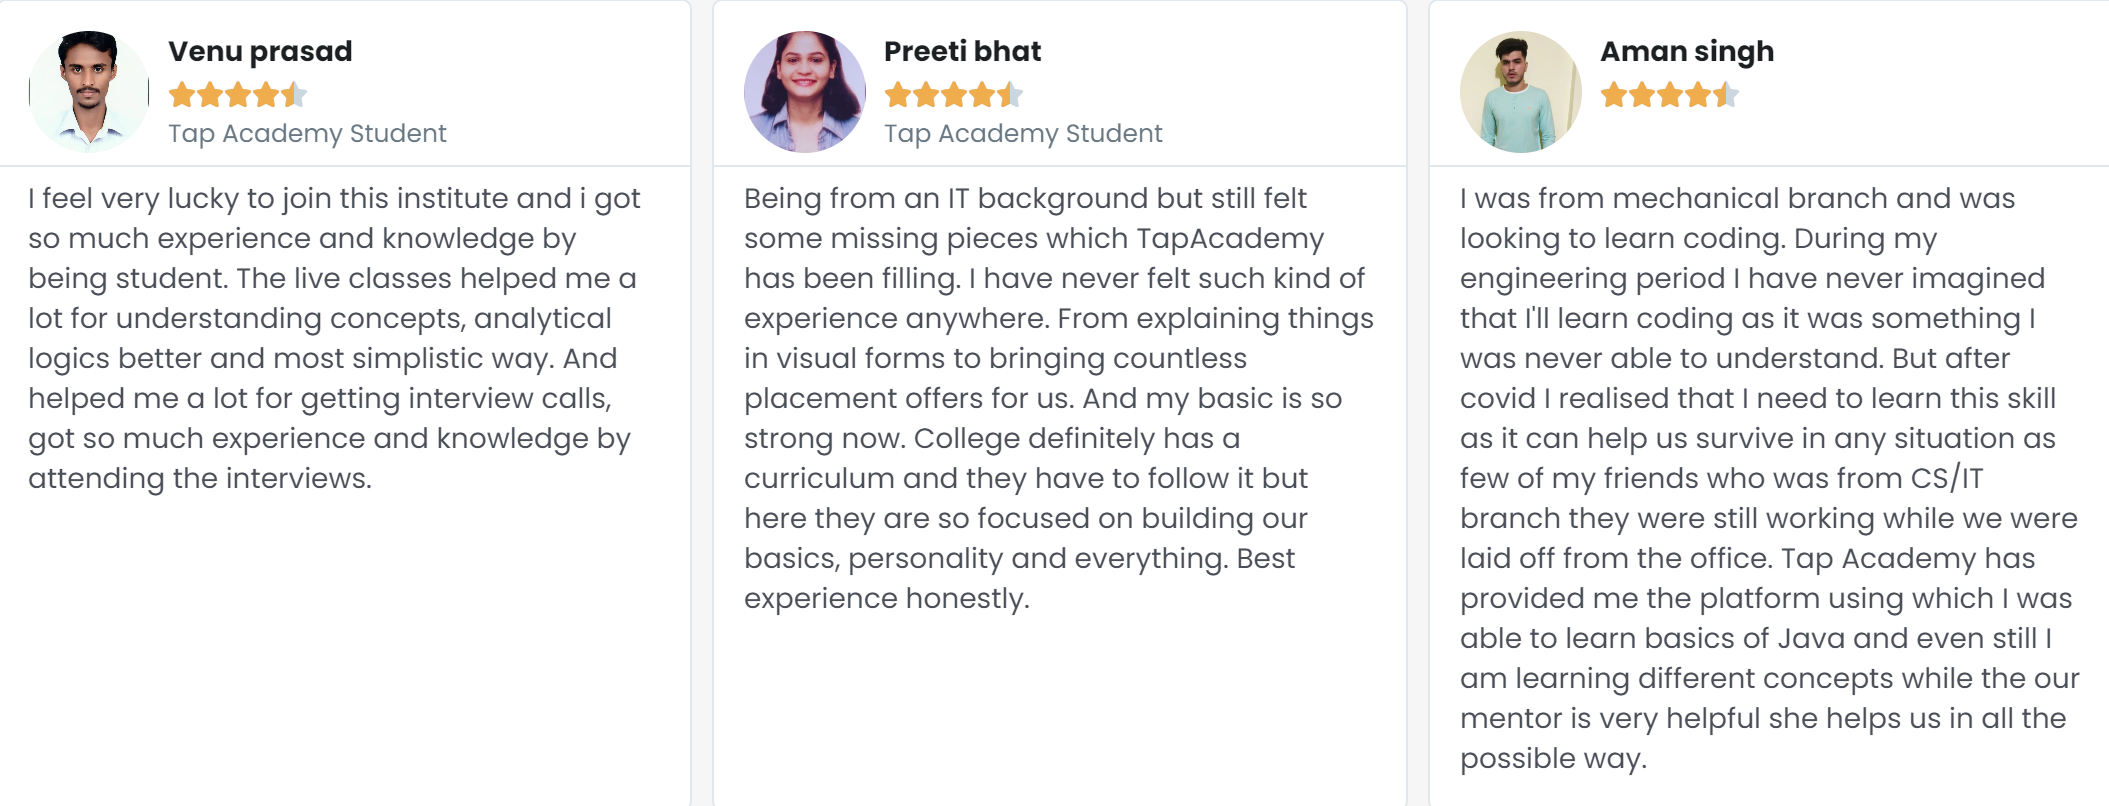 Venu prasad
Tap Academy Student
I feel very lucky to join this institute and i got
so much experience and knowledge by
being student. The live classes helped me a
lot for understanding concepts, analytical
logics better and most simplistic way. And
helped me a lot for getting interview calls,
got so much experience and knowledge by
attending the interviews.
Preeti bhat
Tap Academy Student
Being from an IT background but still felt
some missing pieces which TapAcademy
has been filling. I have never felt such kind of
experience anywhere. From explaining things
in visual forms to bringing countless
placement offers for us. And my basic is so
strong now. College definitely has a
curriculum and they have to follow it but
here they are so focused on building our
basics, personality and everything. Best
experience honestly.
Aman singh
I was from mechanical branch and was
looking to learn coding. During my
engineering period I have never imagined
that I'll learn coding as it was something I
was never able to understand. But after
covid I realised that I need to learn this skill
as it can help us survive in any situation as
few of my friends who was from CS/IT
branch they were still working while we were
laid off from the office. Tap Academy has
provided me the platform using which I was
able to learn basics of Java and even still I
am learning different concepts while the our
mentor is very helpful she helps us in all the
possible way.